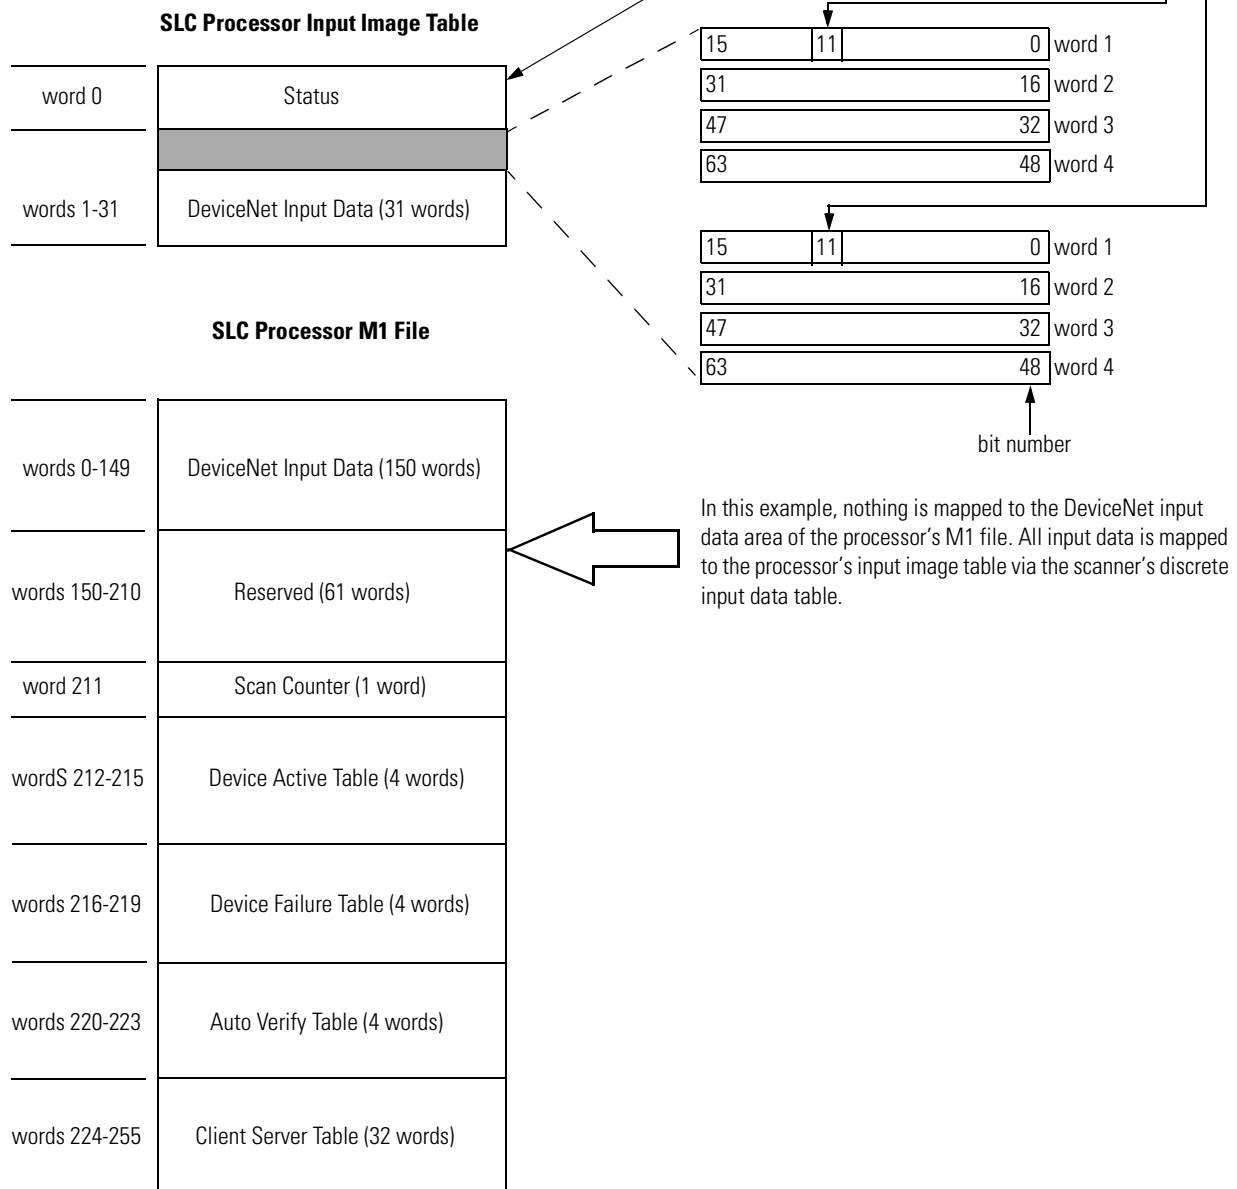 SLC Processor Input Image Table
word 0
Status
words 1-31
DeviceNet Input Data (31 words)
15 11 0 word 1
31 16 word 2
47 32 word 3
63 48 word 4
15 11 0 word 1
31 16 word 2
47 32 word 3
63 48 word 4
bit number
SLC Processor M1 File
words 0-149
DeviceNet Input Data (150 words)
words 150-210
Reserved (61 words)
word 211
Scan Counter (1 word)
wordS 212-215
Device Active Table (4 words)
words 216-219
Device Failure Table (4 words)
words 220-223
Auto Verify Table (4 words)
words 224-255
Client Server Table (32 words)
In this example, nothing is mapped to the DeviceNet input
data area of the processor’s M1 file. All input data is mapped
to the processor’s input image table via the scanner’s discrete
input data table.